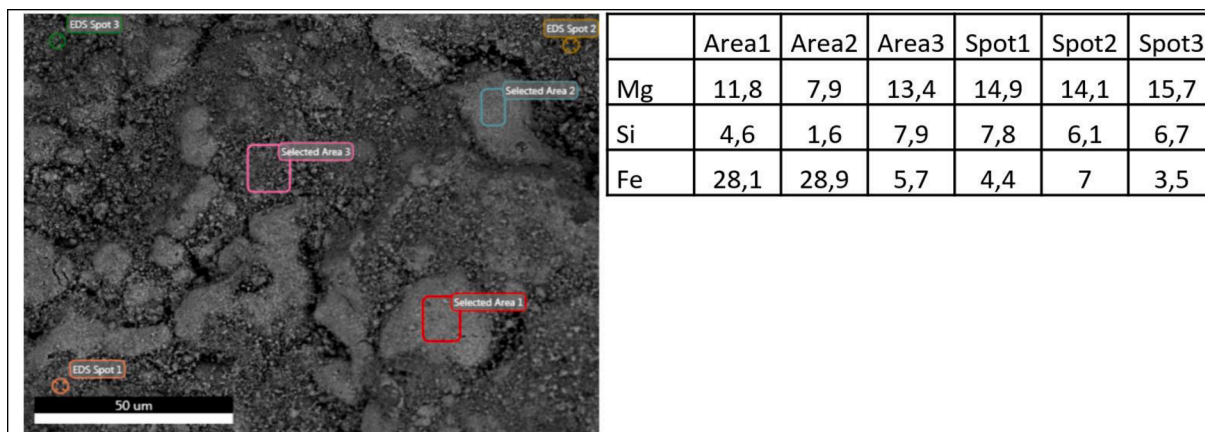 EDS Spot 3
EDS Spot 2
Selected Area 2
Selected Area 3
Selected Area 1
EDS Spot 1
50 um
Area1 Area2 Area3 Spot1 Spot2 Spot3
Mg 11,8 7,9 13,4 14,9 14,1 15,7
Si 4,6 1,6 7,9 7,8 6,1 6,7
Fe 28,1 28,9 5,7 4,4 7 3,5